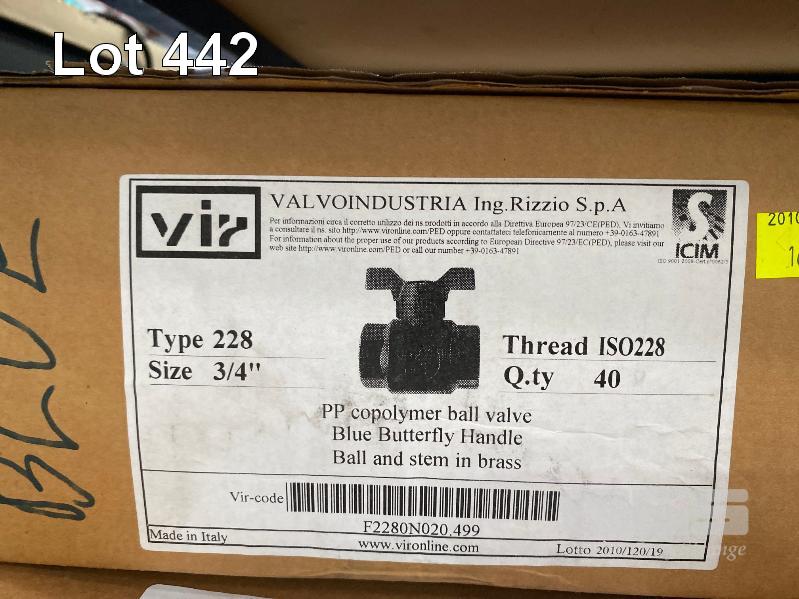 Lot 442
BLUE
vir
VALVOINDUSTRIA Ing.Rizzio S.p.A
Per informazioni circa il corretto utilizzo dei ns prodotti in accordo alla Direttiva Europea 97/23/CE(PED). Vi invitiamo
a consultare il ns. sito http://www.vironline.com/PED oppure contattateci telefonicamente al numero +39-0163-47891
For information about the proper use of our products according to European Directive 97/23/EC(PED), please visit our
web site http://www.vironline.com/PED or call our number +39-0163-47891
ICIM
ISO 9001:2008
2010
Type 228
Size 3/4"
Thread ISO228
Q.ty 40
PP copolymer ball valve
Blue Butterfly Handle
Ball and stem in brass
Vir-code
F2280N020.499
Made in Italy
www.vironline.com
Lotto 2010/120/19